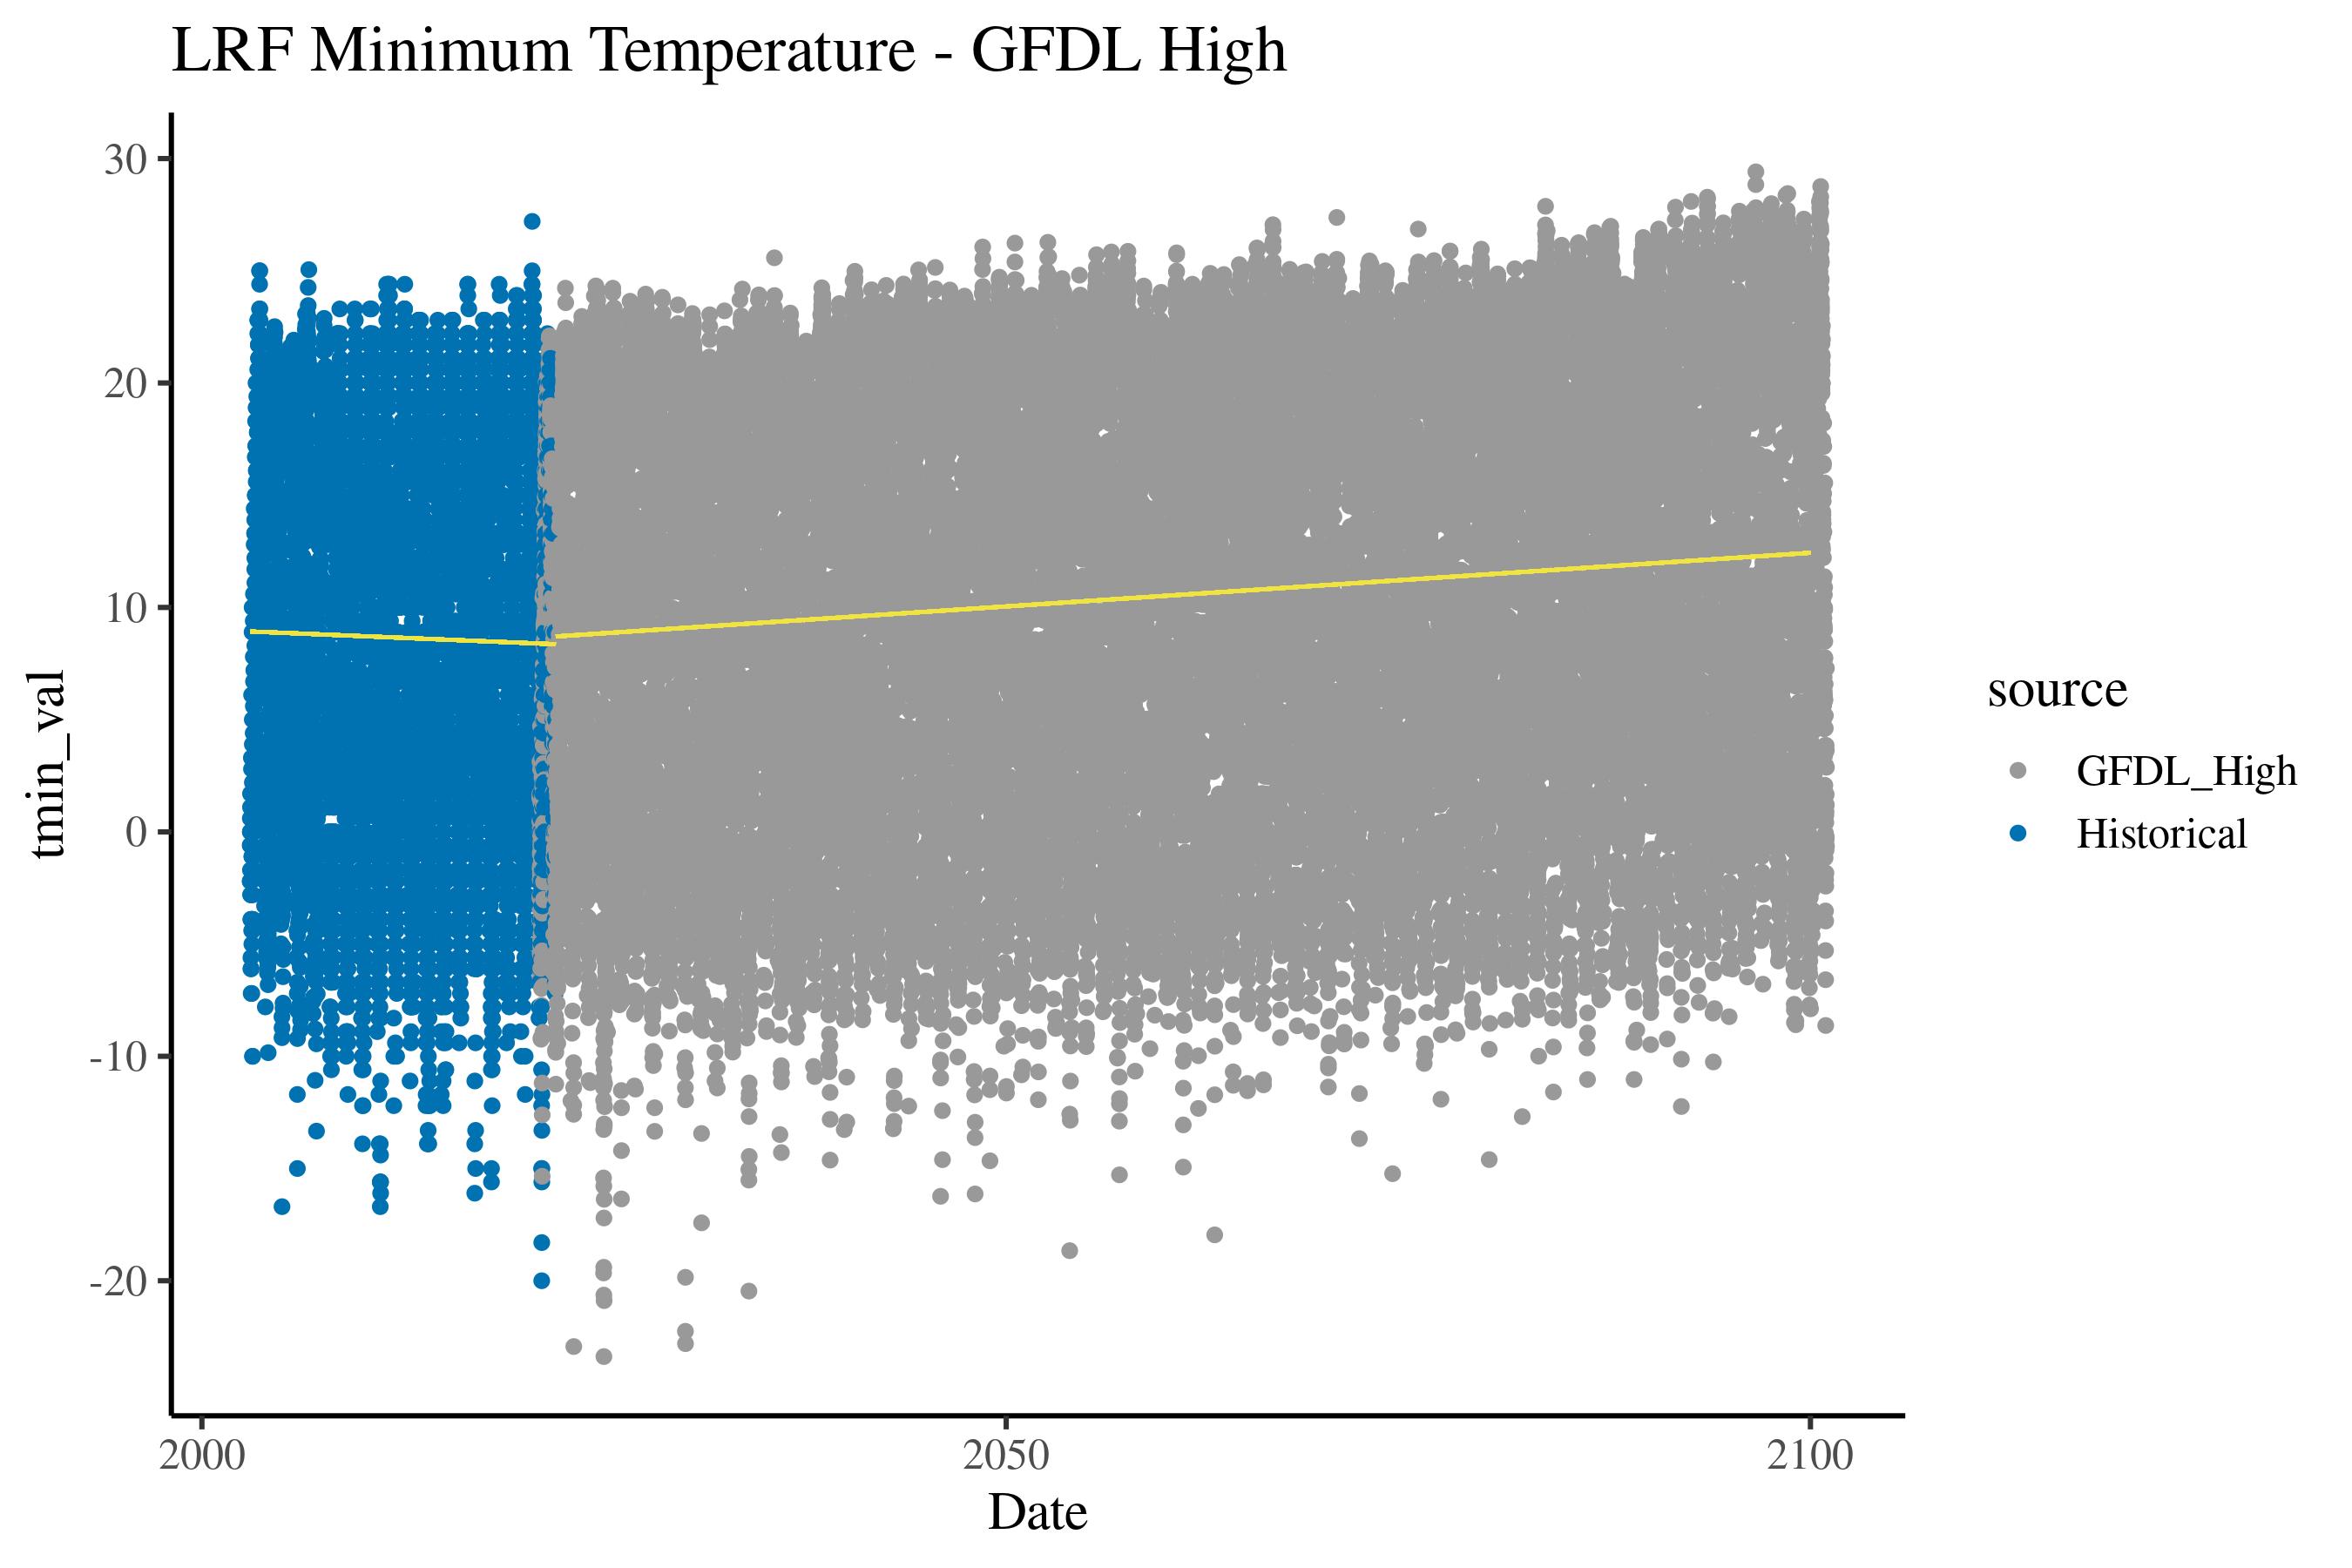 LRF Minimum Temperature - GFDL High
30
20
10
0
-10
-20
tmin_val
2000 2050 2100
Date
source
GFDL_High
Historical